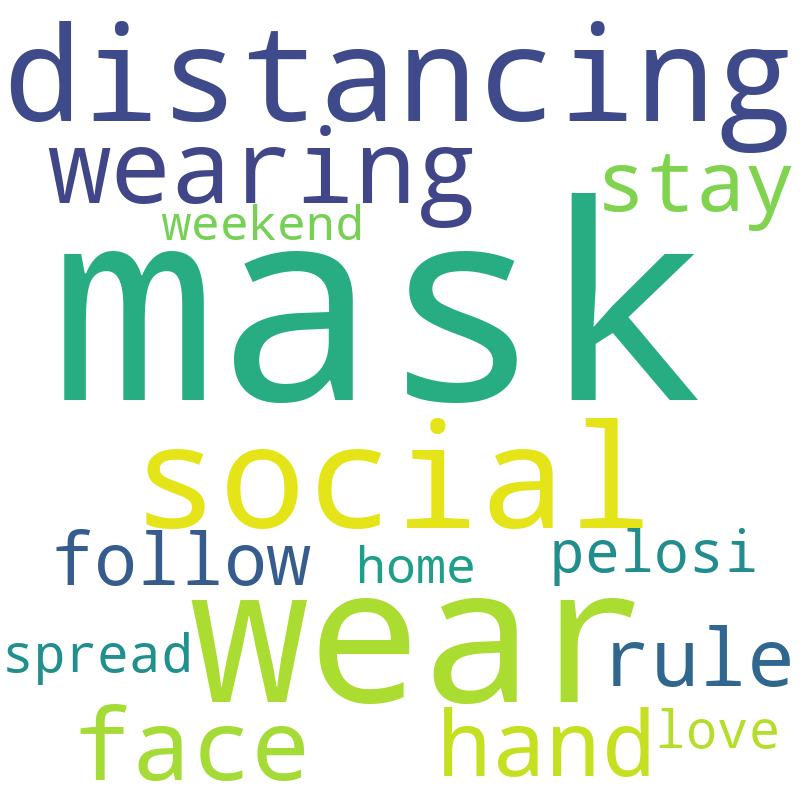 distancing
wearing
stay
weekend
mask
social
follow
home
pelosi
wear
spread
rule
face
hand
love